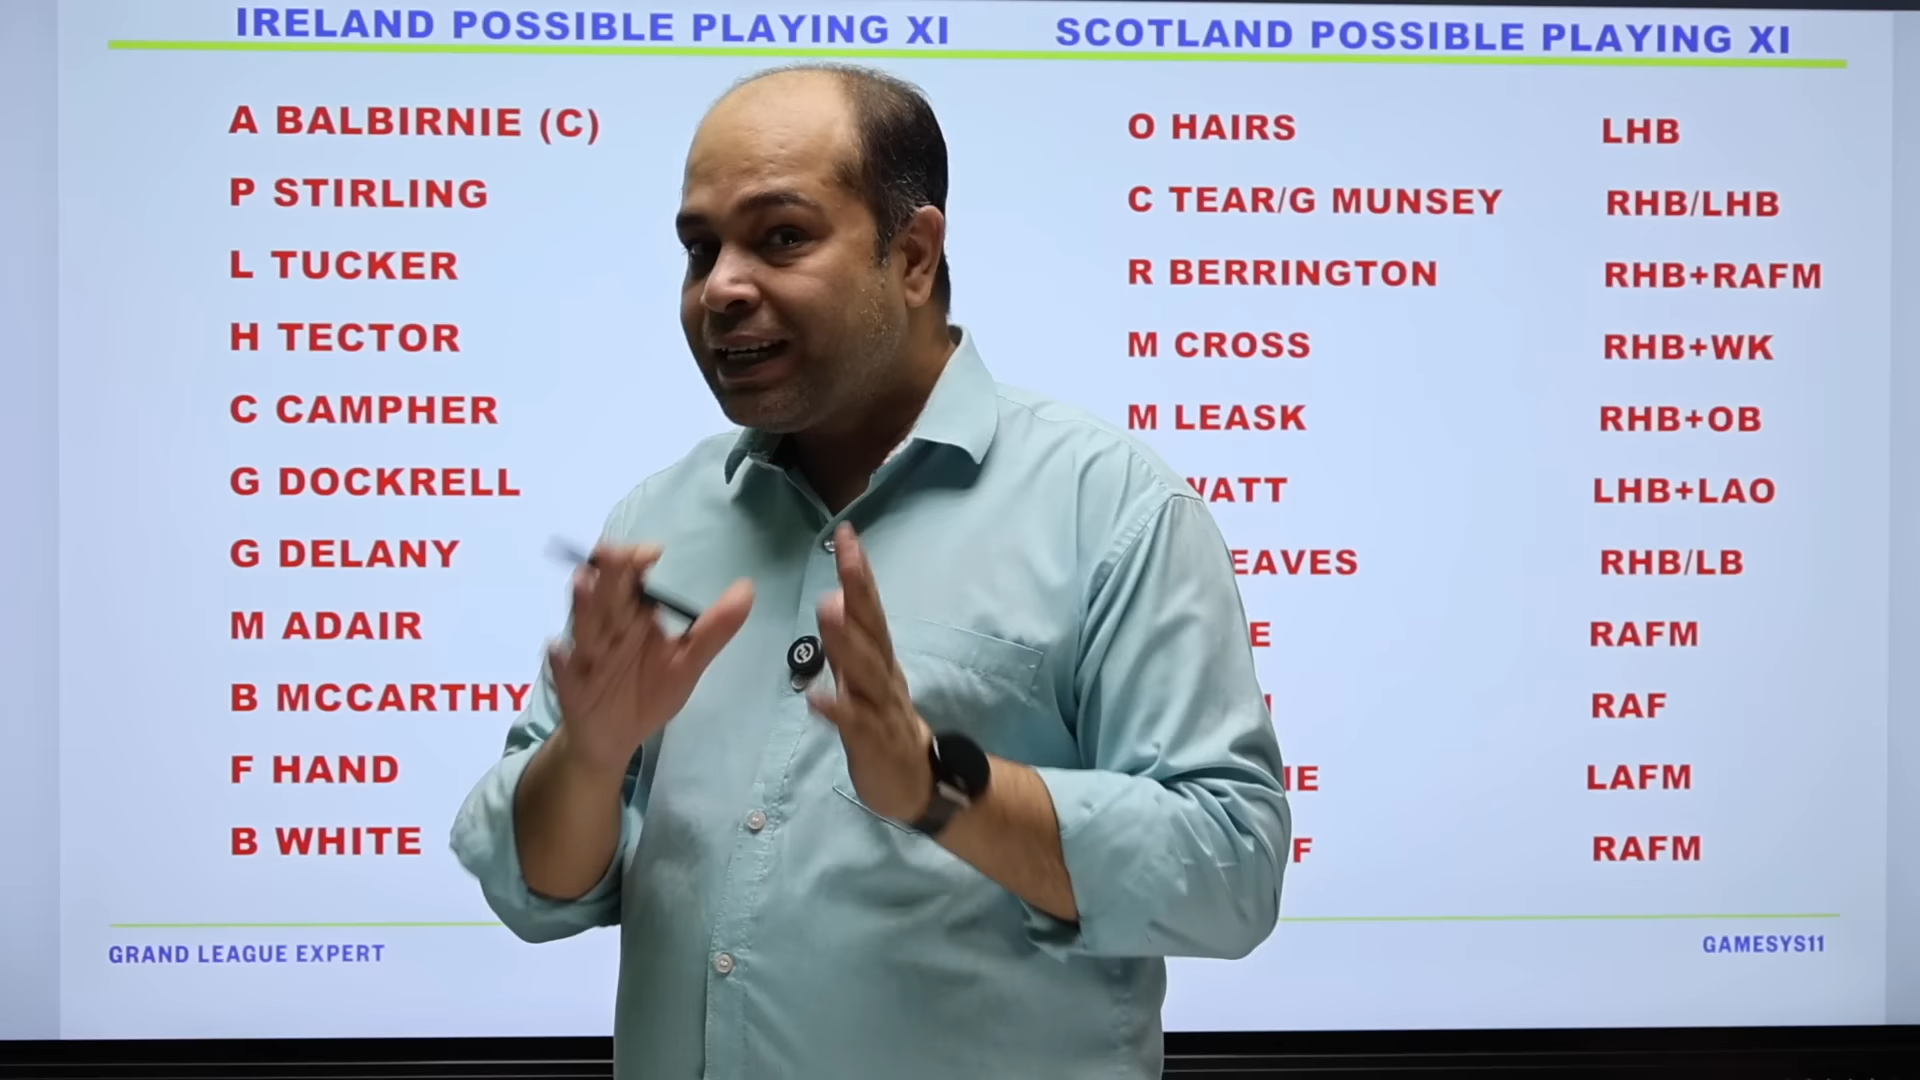 IRELAND POSSIBLE PLAYING XI
A BALBIRNIE (C)
P STIRLING
L TUCKER
H TECTOR
C CAMPHER
G DOCKRELL
G DELANY
M ADAIR
B MCCARTHY
F HAND
B WHITE
GRAND LEAGUE EXPERT
SCOTLAND POSSIBLE PLAYING XI
O HAIRS LHB
C TEAR/G MUNSEY RHB/LHB
R BERRINGTON RHB+RAFM
M CROSS RHB+WK
M LEASK RHB+OB
WATT LHB+LAO
EAVES RHB/LB
RAFM
RAF
LAFM
RAFM
GAMESYS11